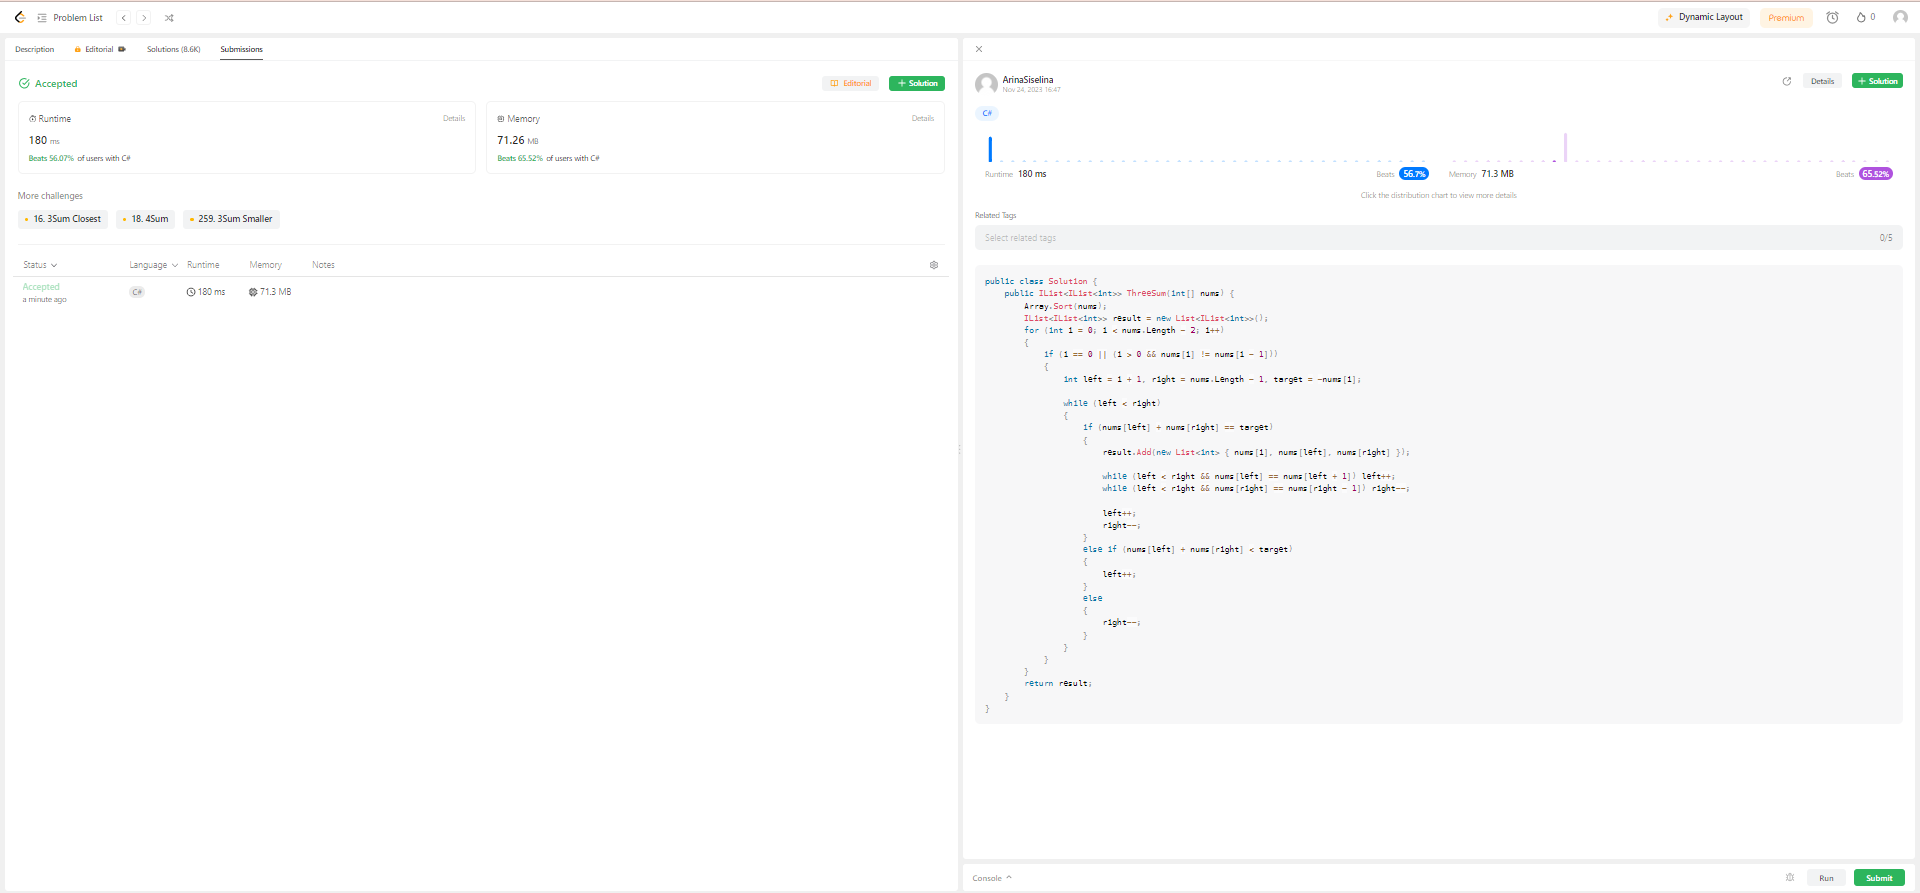 Problem List
Dynamic Layout
Premium
0
Description
Editorial
Solutions (8.6K)
Submissions
Accepted
Editorial
+ Solution
Runtime
Details
180 ms
Beats 56.07% of users with C#
Memory
Details
71.26 MB
Beats 65.52% of users with C#
More challenges
16. 3Sum Closest
18. 4Sum
259. 3Sum Smaller
Status
Language
Runtime
Memory
Notes
Accepted
a minute ago
C#
180 ms
71.3 MB
ArinaSiselina
Nov 24, 2023 16:47
Details
+ Solution
C#
Runtime 180 ms
Beats 56.7%
Memory 71.3 MB
Beats 65.52%
Click the distribution chart to view more details
Related Tags
Select related tags
0/5
public class Solution {
public IList<IList<int>> ThreeSum(int[] nums) {
Array.Sort(nums);
IList<IList<int>> result = new List<IList<int>>();
for (int i = 0; i < nums.Length - 2; i++)
{
if (i == 0 || (i > 0 && nums[i] != nums[i - 1]))
{
int left = i + 1, right = nums.Length - 1, target = -nums[i];
while (left < right)
{
if (nums[left] + nums[right] == target)
{
result.Add(new List<int> { nums[i], nums[left], nums[right] });
while (left < right && nums[left] == nums[left + 1]) left++;
while (left < right && nums[right] == nums[right - 1]) right--;
left++;
right--;
}
else if (nums[left] + nums[right] < target)
{
left++;
}
else
{
right--;
}
}
}
}
return result;
}
}
Console
Run
Submit